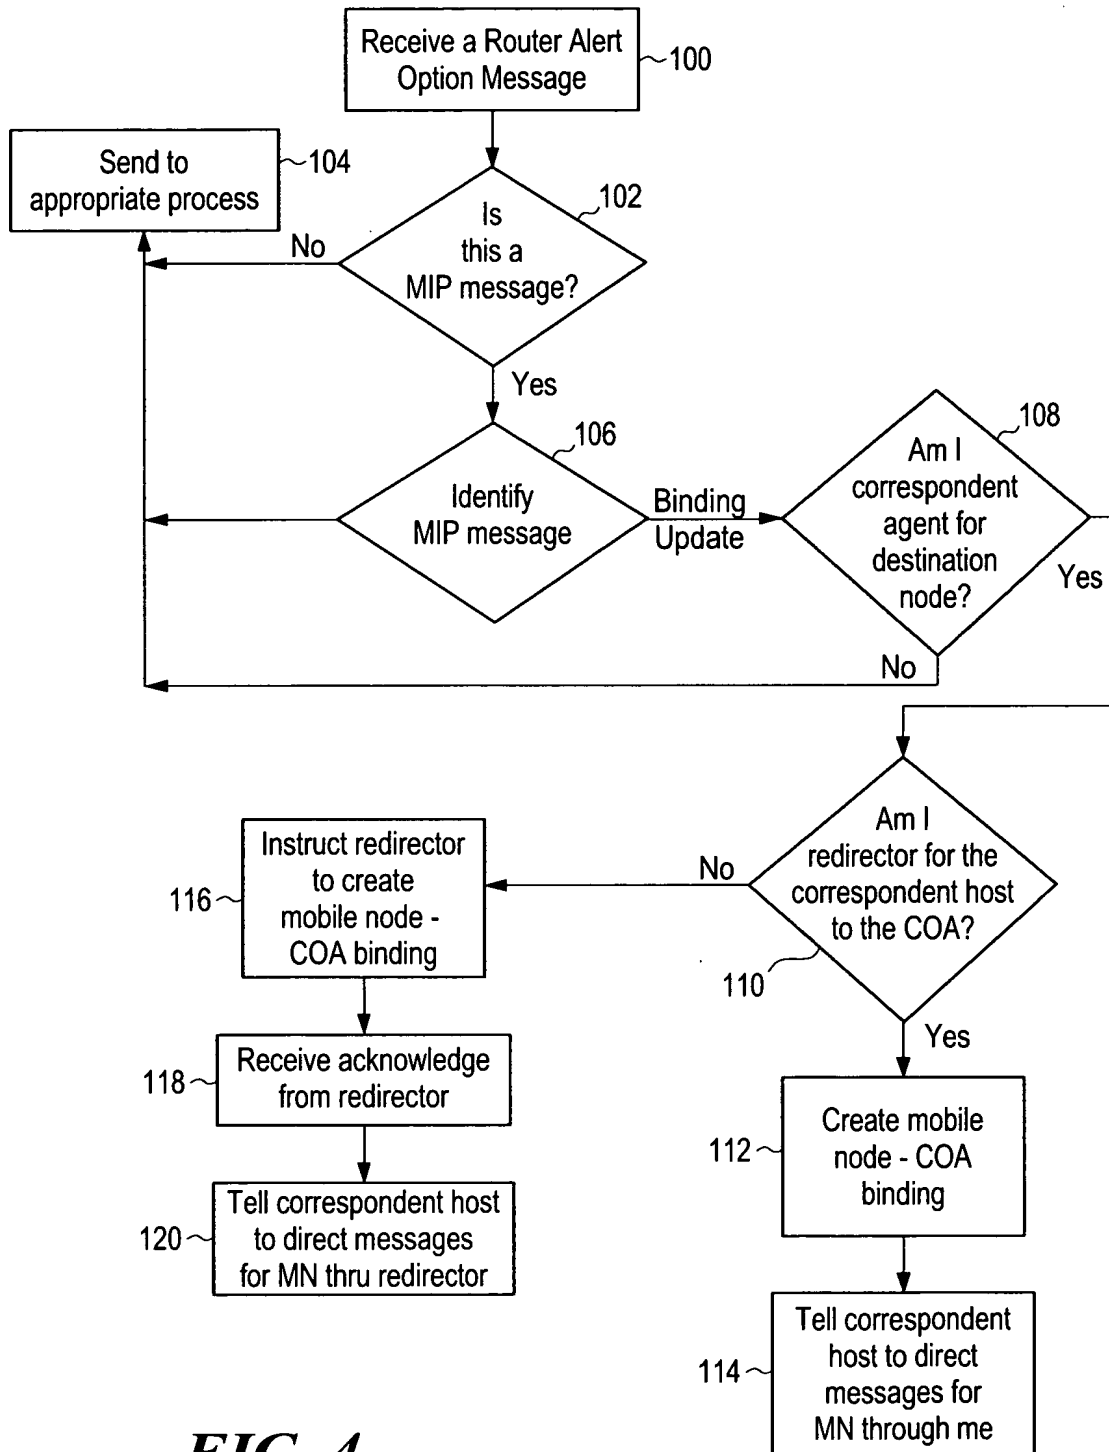 Receive a Router Alert
Option Message
100
Send to
appropriate process
104
Is
this a
MIP message?
102
No
Yes
Identify
MIP message
106
Binding
Update
Am I
correspondent
agent for
destination
node?
108
Yes
No
Am I
redirector for the
correspondent host
to the COA?
110
No
Yes
Instruct redirector
to create
mobile node -
COA binding
116
Receive acknowledge
from redirector
118
Tell correspondent host
to direct messages
for MN thru redirector
120
Create mobile
node - COA
binding
112
Tell correspondent
host to direct
messages for
MN through me
114
FIG. 4